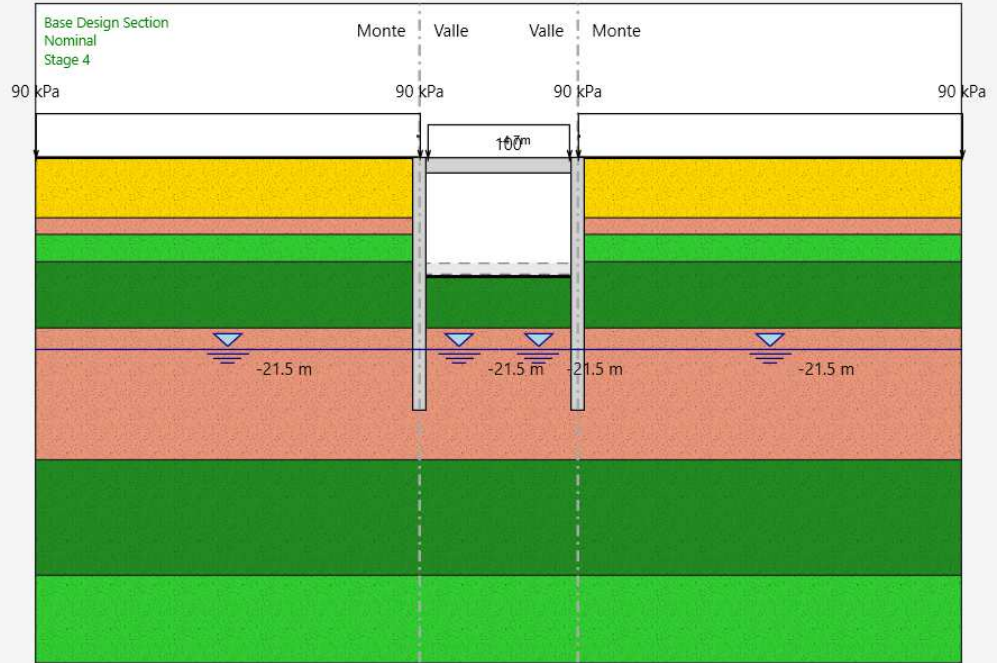 Base Design Section
Nominal
Stage 4
Monte Valle Valle Monte
90 kPa 90 kPa 90 kPa 90 kPa
100
-21.5 m -21.5 m -21.5 m -21.5 m